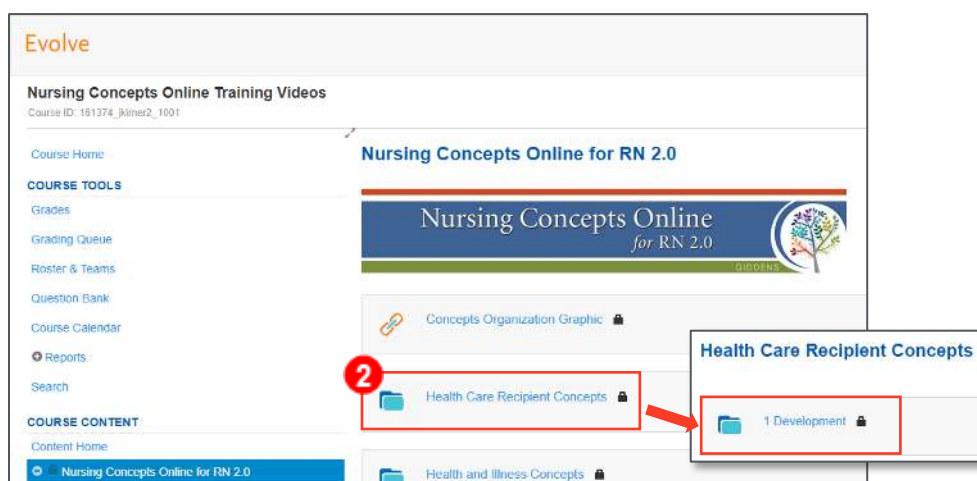 Evolve
Nursing Concepts Online Training Videos
Course ID: 161374_jkirner2_1001
Course Home
COURSE TOOLS
Grades
Grading Queue
Roster & Teams
Question Bank
Course Calendar
Reports
Search
COURSE CONTENT
Content Home
Nursing Concepts Online for RN 2.0
Nursing Concepts Online for RN 2.0
Nursing Concepts Online
for RN 2.0
GIDDENS
Concepts Organization Graphic
2
Health Care Recipient Concepts
Health and Illness Concepts
Health Care Recipient Concepts
1 Development